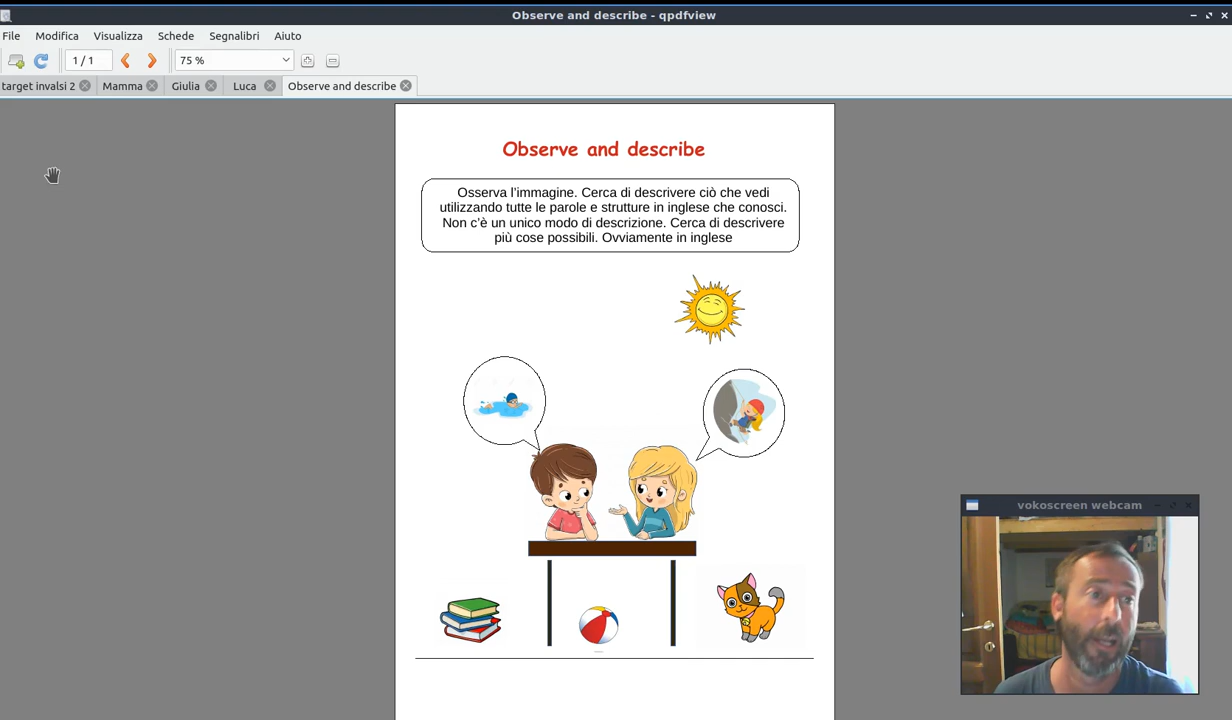 Observe and describe - qpdfview
File Modifica Visualizza Schede Segnalibri Aiuto
1 / 1 75 %
target invalsi 2 Mamma Giulia Luca Observe and describe
Observe and describe
Osserva l'immagine. Cerca di descrivere ciò che vedi
utilizzando tutte le parole e strutture in inglese che conosci.
Non c'è un unico modo di descrizione. Cerca di descrivere
più cose possibili. Ovviamente in inglese
vokoscreen webcam